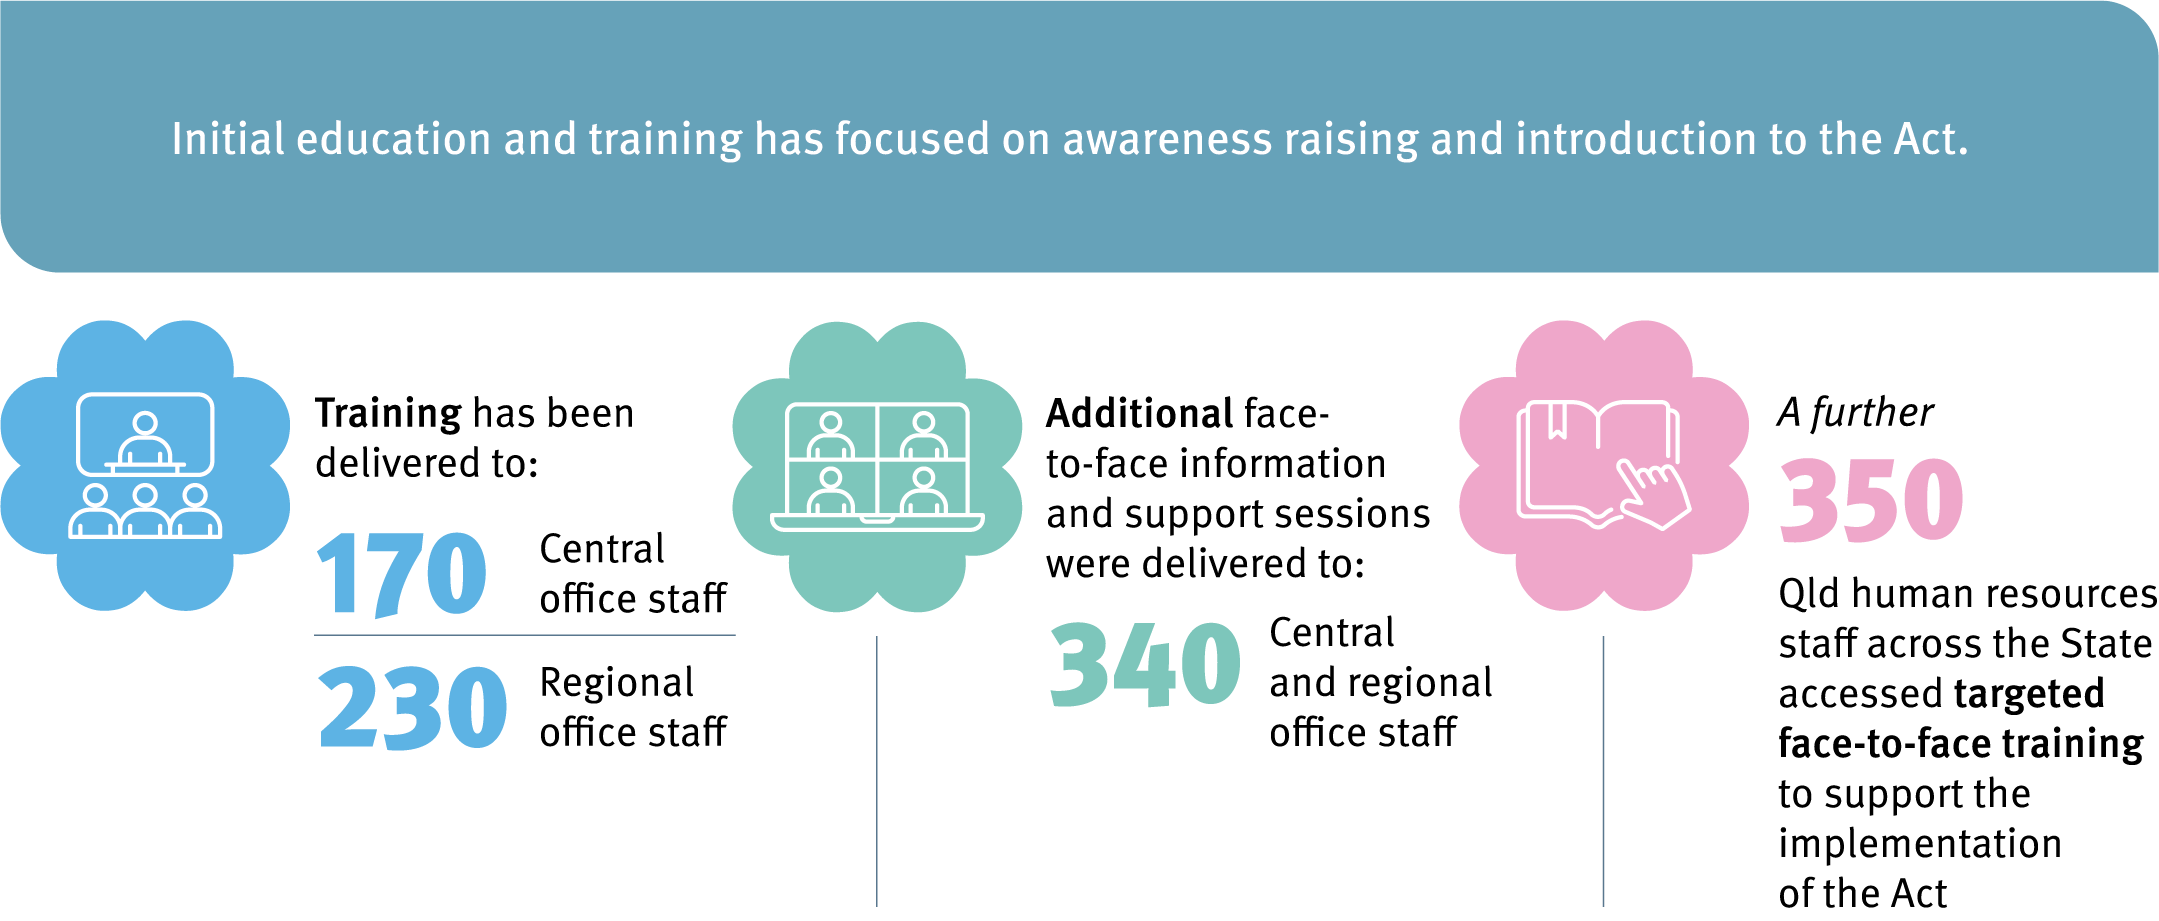 Initial education and training has focused on awareness raising and introduction to the Act.
Training has been
delivered to:
170
Central
office staff
230
Regional
office staff
Additional face-
to-face information
and support sessions
were delivered to:
340
Central
and regional
office staff
A further
350
Qld human resources
staff across the State
accessed targeted
face-to-face training
to support the
implementation
of the Act